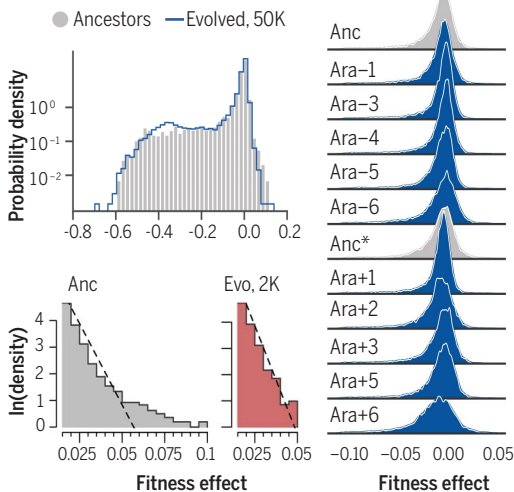 Ancestors
Evolved, 50K
Probability density
10⁰
10⁻¹
10⁻²
-0.8
-0.6
-0.4
-0.2
0.0
0.2
Anc
Evo, 2K
ln(density)
4
3
2
1
0
0.025
0.05
0.075
0.1
0.025
0.05
Fitness effect
Anc
Ara−1
Ara−3
Ara−4
Ara−5
Ara−6
Anc*
Ara+1
Ara+2
Ara+3
Ara+5
Ara+6
−0.10
−0.05
0.00
0.05
Fitness effect